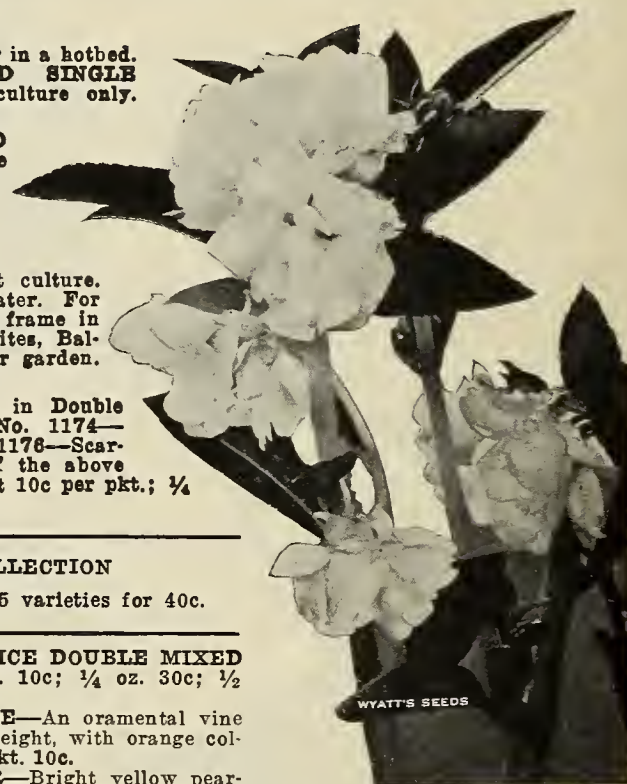 in a hotbed.
D SINGLE
culture only.
t culture.
ater. For
frame in
ites, Bal-
r garden.
in Double
No. 1174—
1176—Scar-
the above
t 10c per pkt.; ¼
LLECTION
5 varieties for 40c.
ICE DOUBLE MIXED
. 10c; ¼ oz. 30c; ½
E—An oramental vine
eight, with orange col-
kt. 10c.
—Bright yellow pear-
WYATT'S SEEDS